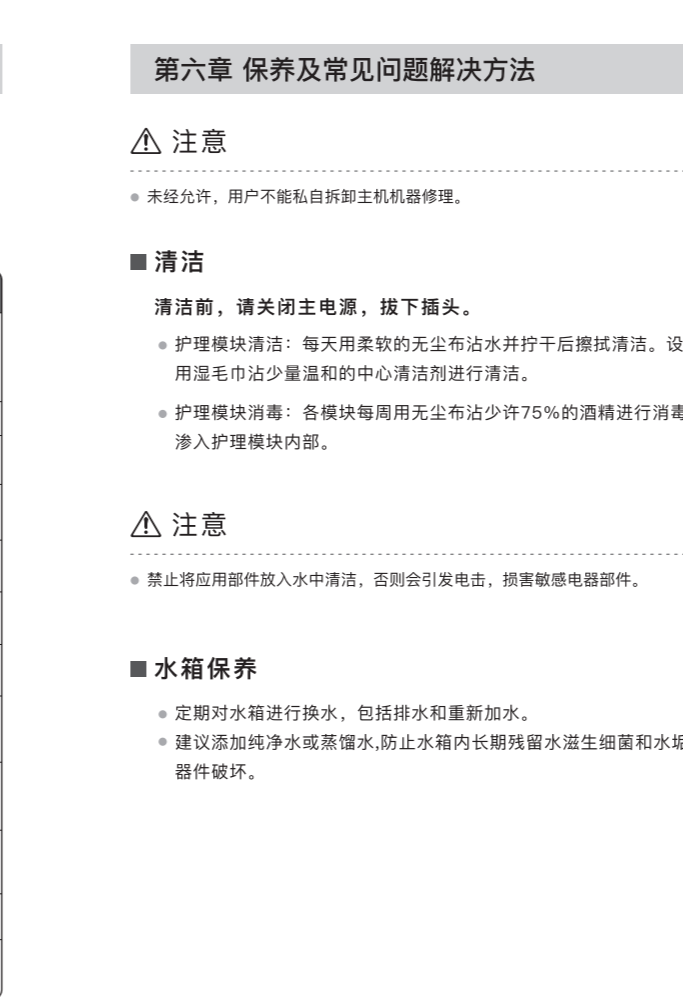 第六章 保养及常见问题解决方法
注意
未经允许，用户不能私自拆卸主机机器修理。
清洁
清洁前，请关闭主电源，拔下插头。
护理模块清洁：每天用柔软的无尘布沾水并拧干后擦拭清洁。设
用湿毛巾沾少量温和的中心清洁剂进行清洁。
护理模块消毒：各模块每周用无尘布沾少许75%的酒精进行消毒
渗入护理模块内部。
注意
禁止将应用部件放入水中清洁，否则会引发电击，损害敏感电器部件。
水箱保养
定期对水箱进行换水，包括排水和重新加水。
建议添加纯净水或蒸馏水,防止水箱内长期残留水滋生细菌和水垢
器件破坏。